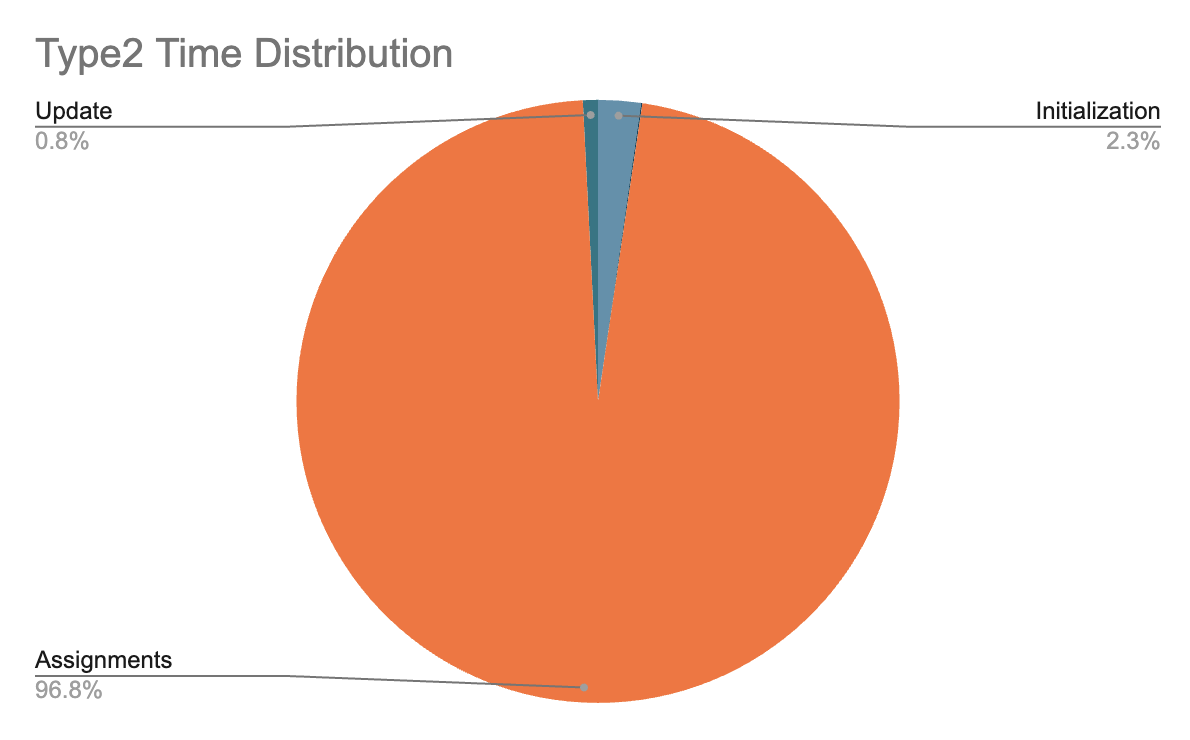 Type2 Time Distribution
Update
0.8%
Initialization
2.3%
Assignments
96.8%